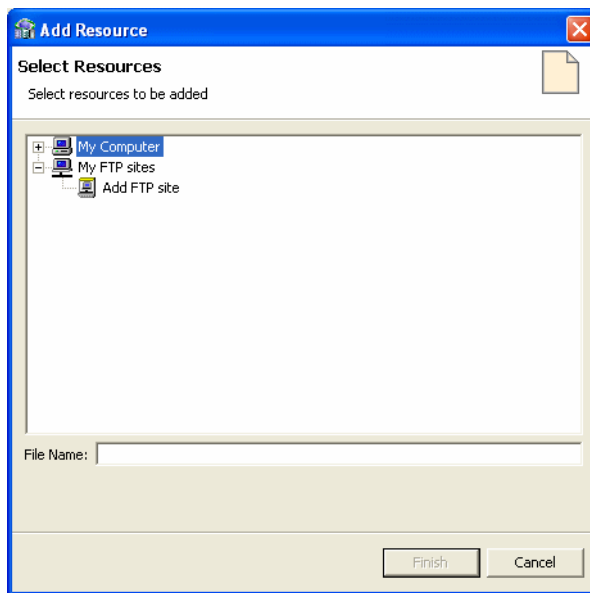 Add Resource
Select Resources
Select resources to be added
My Computer
My FTP sites
Add FTP site
File Name:
Finish
Cancel